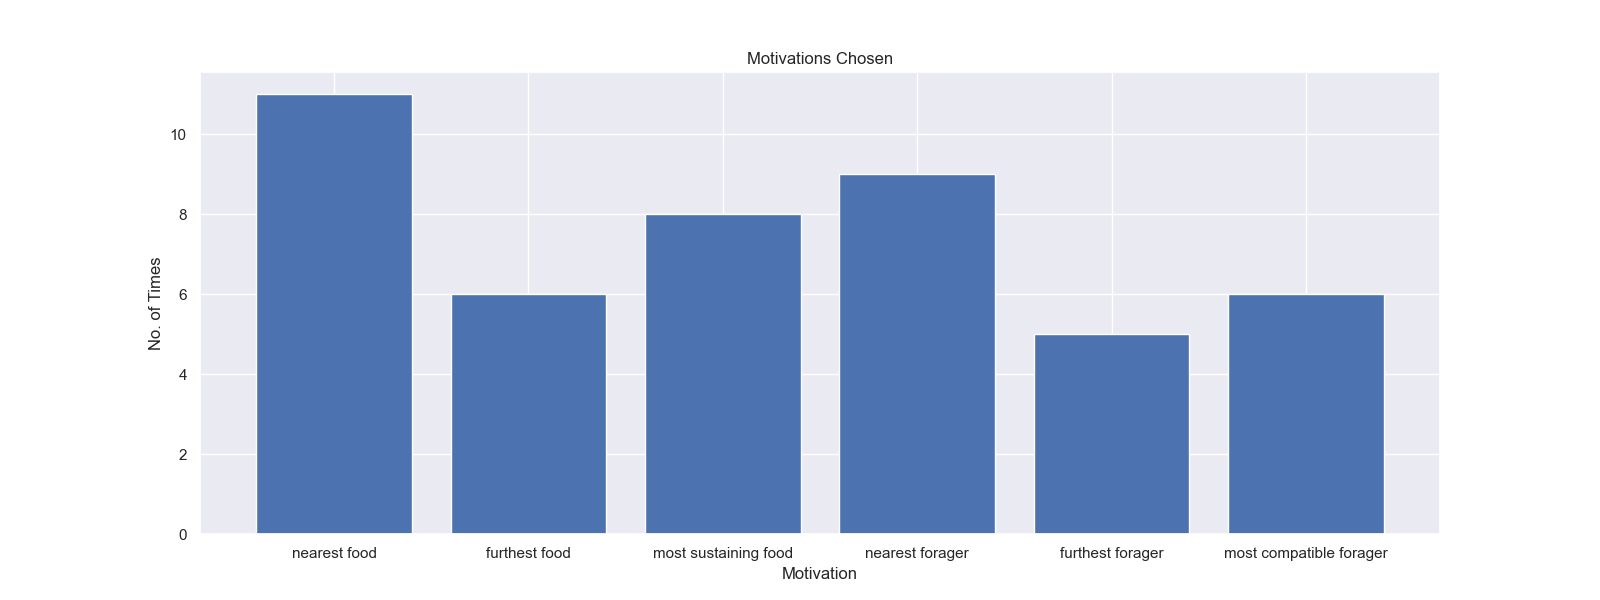 Motivations Chosen
No. of Times
10
8
6
4
2
0
nearest food
furthest food
most sustaining food
nearest forager
furthest forager
most compatible forager
Motivation